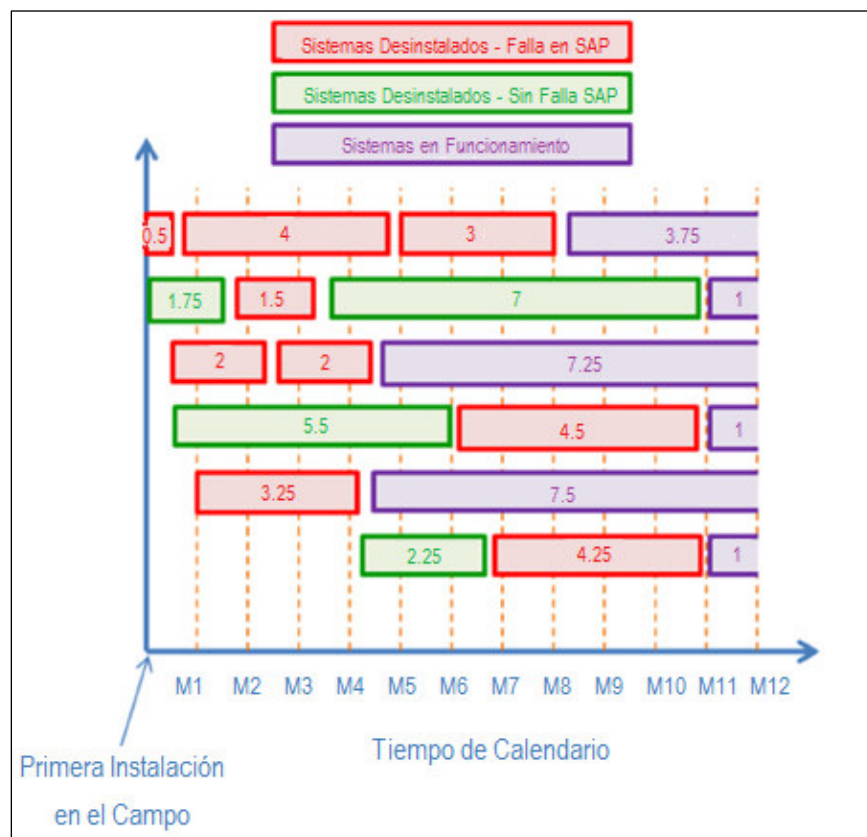 Sistemas Desinstalados - Falla en SAP
Sistemas Desinstalados - Sin Falla SAP
Sistemas en Funcionamiento
0.5 4 3 3.75
1.75 1.5 7 1
2 2 7.25
5.5 4.5 1
3.25 7.5
2.25 4.25 1
M1 M2 M3 M4 M5 M6 M7 M8 M9 M10 M11 M12
Tiempo de Calendario
Primera Instalación
en el Campo